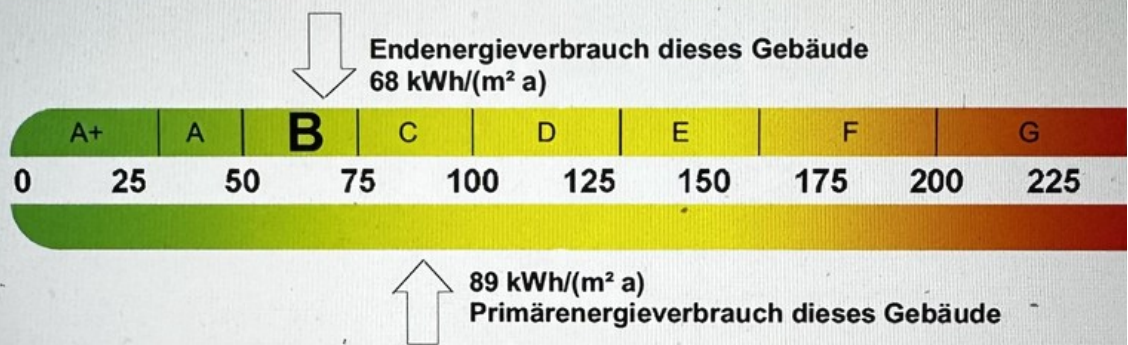 Endenergieverbrauch dieses Gebäude
68 kWh/(m² a)
A+ A B C D E F G
0 25 50 75 100 125 150 175 200 225
89 kWh/(m² a)
Primärenergieverbrauch dieses Gebäude